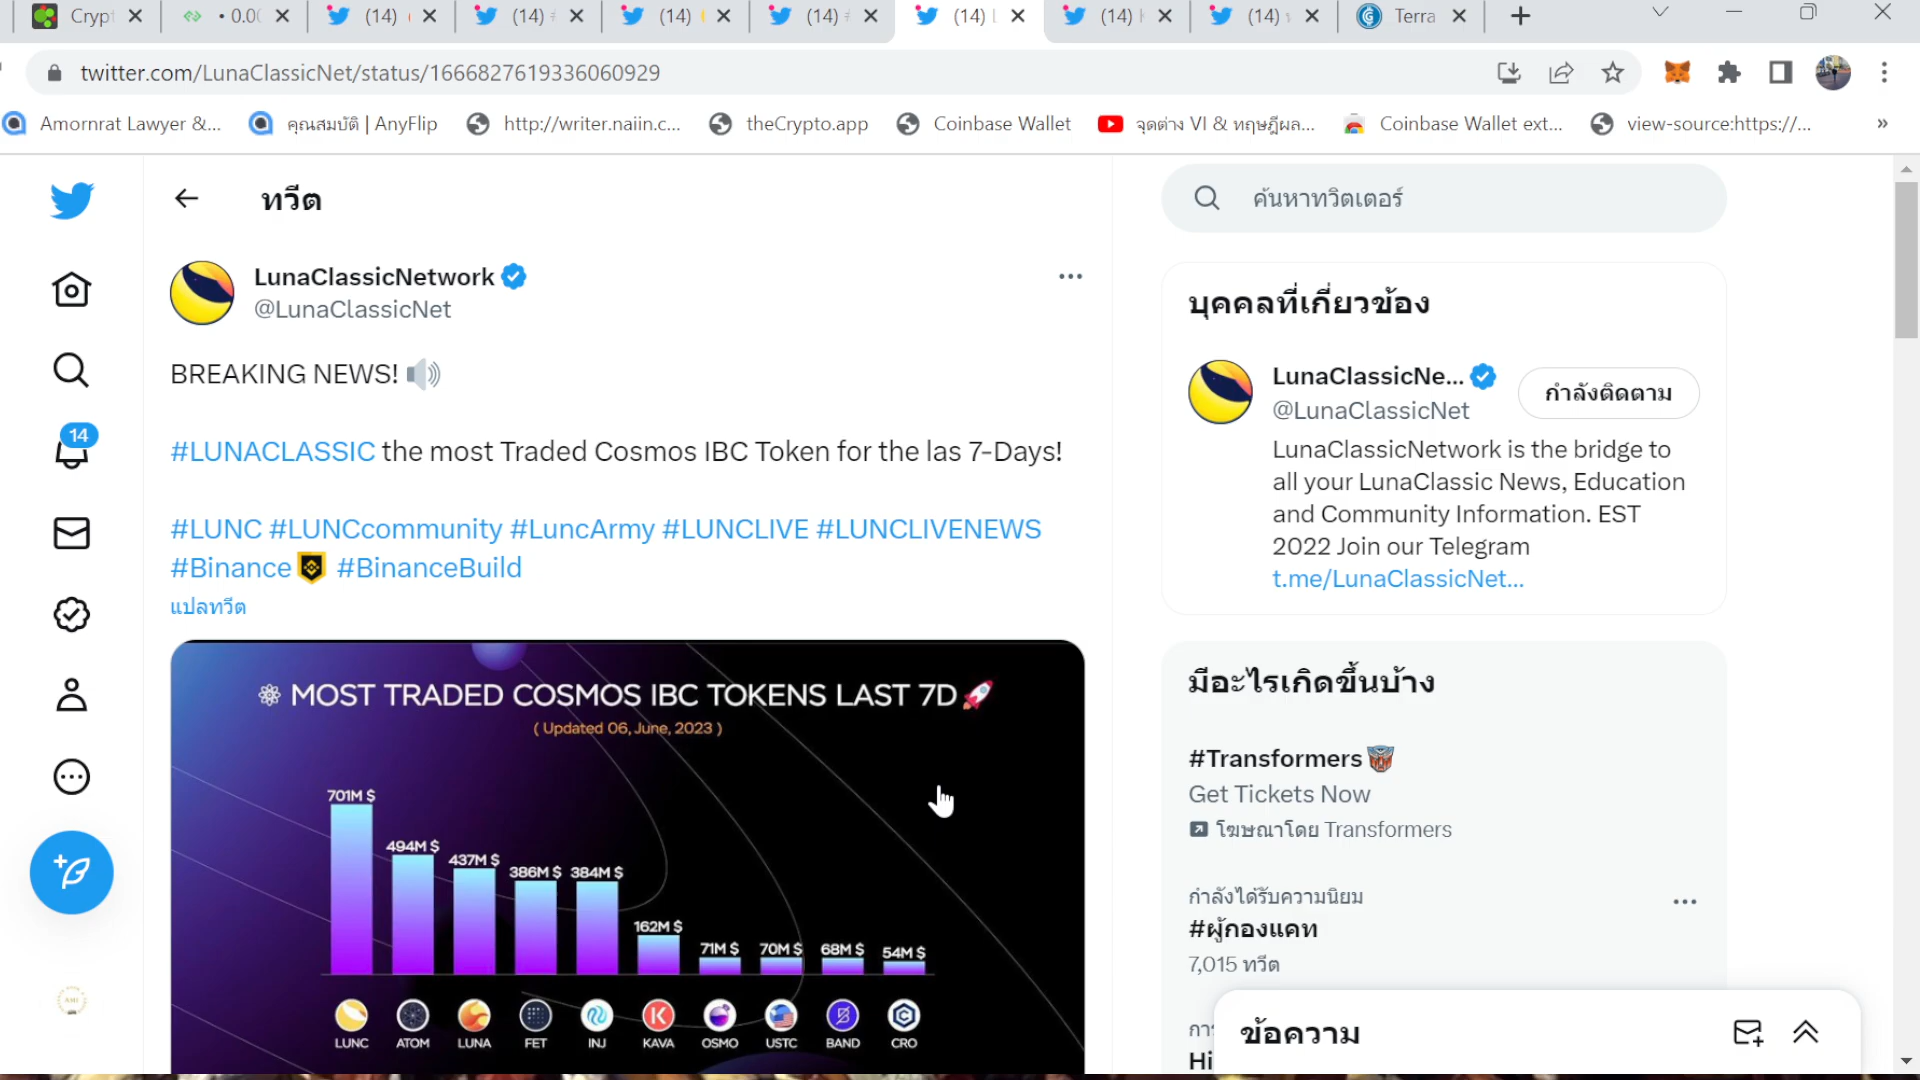 Crypt
• 0.0(
(14)
(14) #
(14)
(14) #
(14) L
(14)
(14)
Terra
twitter.com/LunaClassicNet/status/1666827619336060929
Amornrat Lawyer &...
คุณสมบัติ | AnyFlip
http://writer.naiin.c...
theCrypto.app
Coinbase Wallet
จุดต่าง VI & ทฤษฎีผล...
Coinbase Wallet ext...
view-source:https://...
»
ทวีต
ค้นหาทวิตเตอร์
LunaClassicNetwork
@LunaClassicNet
BREAKING NEWS!
#LUNACLASSIC the most Traded Cosmos IBC Token for the las 7-Days!
#LUNC #LUNCcommunity #LuncArmy #LUNCLIVE #LUNCLIVENEWS
#Binance #BinanceBuild
แปลทวีต
14
MOST TRADED COSMOS IBC TOKENS LAST 7D
( Updated 06, June, 2023 )
701M $
494M $
437M $
386M $
384M $
162M $
71M $
70M $
68M $
54M $
LUNC
ATOM
LUNA
FET
INJ
KAVA
OSMO
USTC
BAND
CRO
บุคคลที่เกี่ยวข้อง
LunaClassicNe...
@LunaClassicNet
กำลังติดตาม
LunaClassicNetwork is the bridge to
all your LunaClassic News, Education
and Community Information. EST
2022 Join our Telegram
t.me/LunaClassicNet...
มีอะไรเกิดขึ้นบ้าง
#Transformers
Get Tickets Now
โฆษณาโดย Transformers
กำลังได้รับความนิยม
#ผู้กองแคท
7,015 ทวีต
กา
Hi
ข้อความ